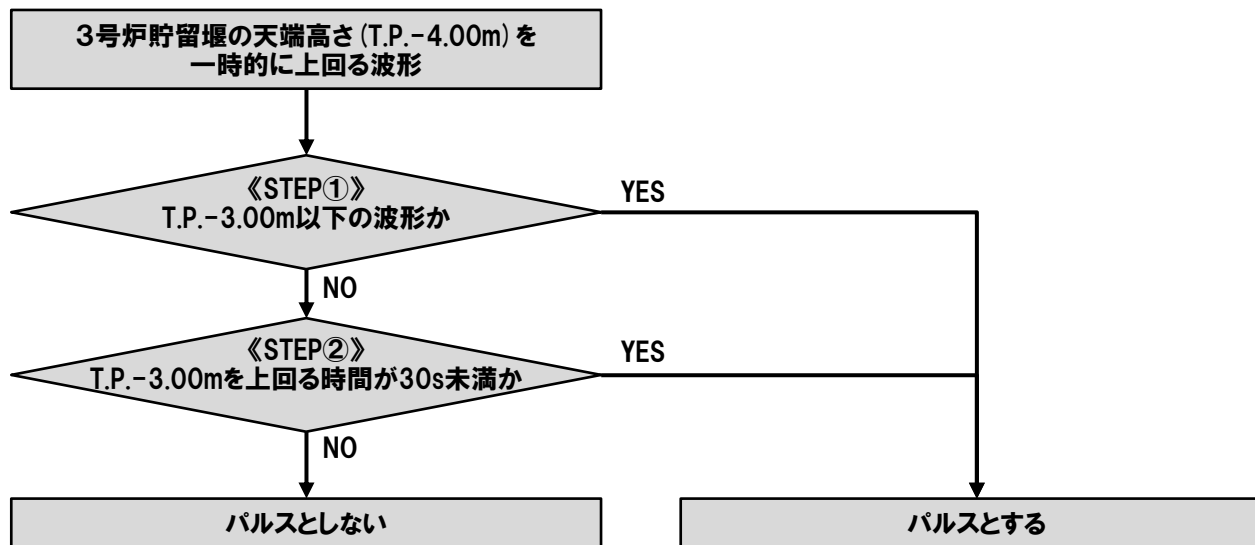 3号炉貯留堰の天端高さ(T.P.-4.00m)を
一時的に上回る波形
《STEP①》
T.P.-3.00m以下の波形か
YES
NO
《STEP②》
T.P.-3.00mを上回る時間が30s未満か
YES
NO
パルスとしない
パルスとする